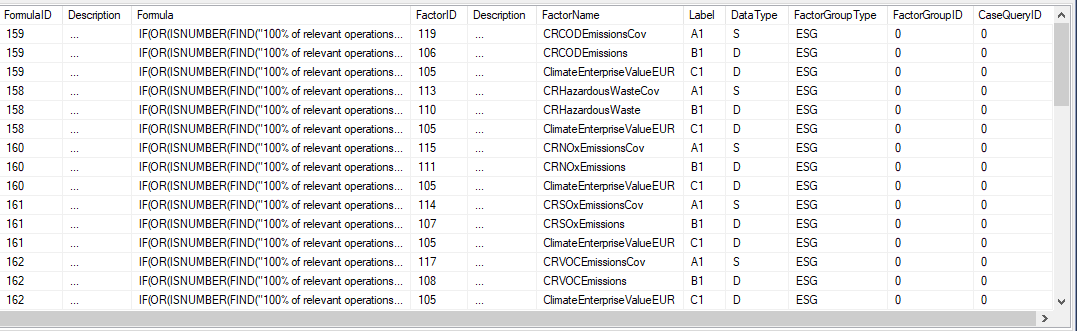 FormulaID Description Formula FactorID Description FactorName Label DataType FactorGroupType FactorGroupID CaseQueryID
159 ... IF(OR(ISNUMBER(FIND("100% of relevant operations... 119 ... CRCODEmissionsCov A1 S ESG 0 0
159 ... IF(OR(ISNUMBER(FIND("100% of relevant operations... 106 ... CRCODEmissions B1 D ESG 0 0
159 ... IF(OR(ISNUMBER(FIND("100% of relevant operations... 105 ... ClimateEnterpriseValueEUR C1 D ESG 0 0
158 ... IF(OR(ISNUMBER(FIND("100% of relevant operations... 113 ... CRHazardousWasteCov A1 S ESG 0 0
158 ... IF(OR(ISNUMBER(FIND("100% of relevant operations... 110 ... CRHazardousWaste B1 D ESG 0 0
158 ... IF(OR(ISNUMBER(FIND("100% of relevant operations... 105 ... ClimateEnterpriseValueEUR C1 D ESG 0 0
160 ... IF(OR(ISNUMBER(FIND("100% of relevant operations... 115 ... CRNOxEmissionsCov A1 S ESG 0 0
160 ... IF(OR(ISNUMBER(FIND("100% of relevant operations... 111 ... CRNOxEmissions B1 D ESG 0 0
160 ... IF(OR(ISNUMBER(FIND("100% of relevant operations... 105 ... ClimateEnterpriseValueEUR C1 D ESG 0 0
161 ... IF(OR(ISNUMBER(FIND("100% of relevant operations... 114 ... CRSOxEmissionsCov A1 S ESG 0 0
161 ... IF(OR(ISNUMBER(FIND("100% of relevant operations... 107 ... CRSOxEmissions B1 D ESG 0 0
161 ... IF(OR(ISNUMBER(FIND("100% of relevant operations... 105 ... ClimateEnterpriseValueEUR C1 D ESG 0 0
162 ... IF(OR(ISNUMBER(FIND("100% of relevant operations... 117 ... CRVOCEmissionsCov A1 S ESG 0 0
162 ... IF(OR(ISNUMBER(FIND("100% of relevant operations... 108 ... CRVOCEmissions B1 D ESG 0 0
162 ... IF(OR(ISNUMBER(FIND("100% of relevant operations... 105 ... ClimateEnterpriseValueEUR C1 D ESG 0 0